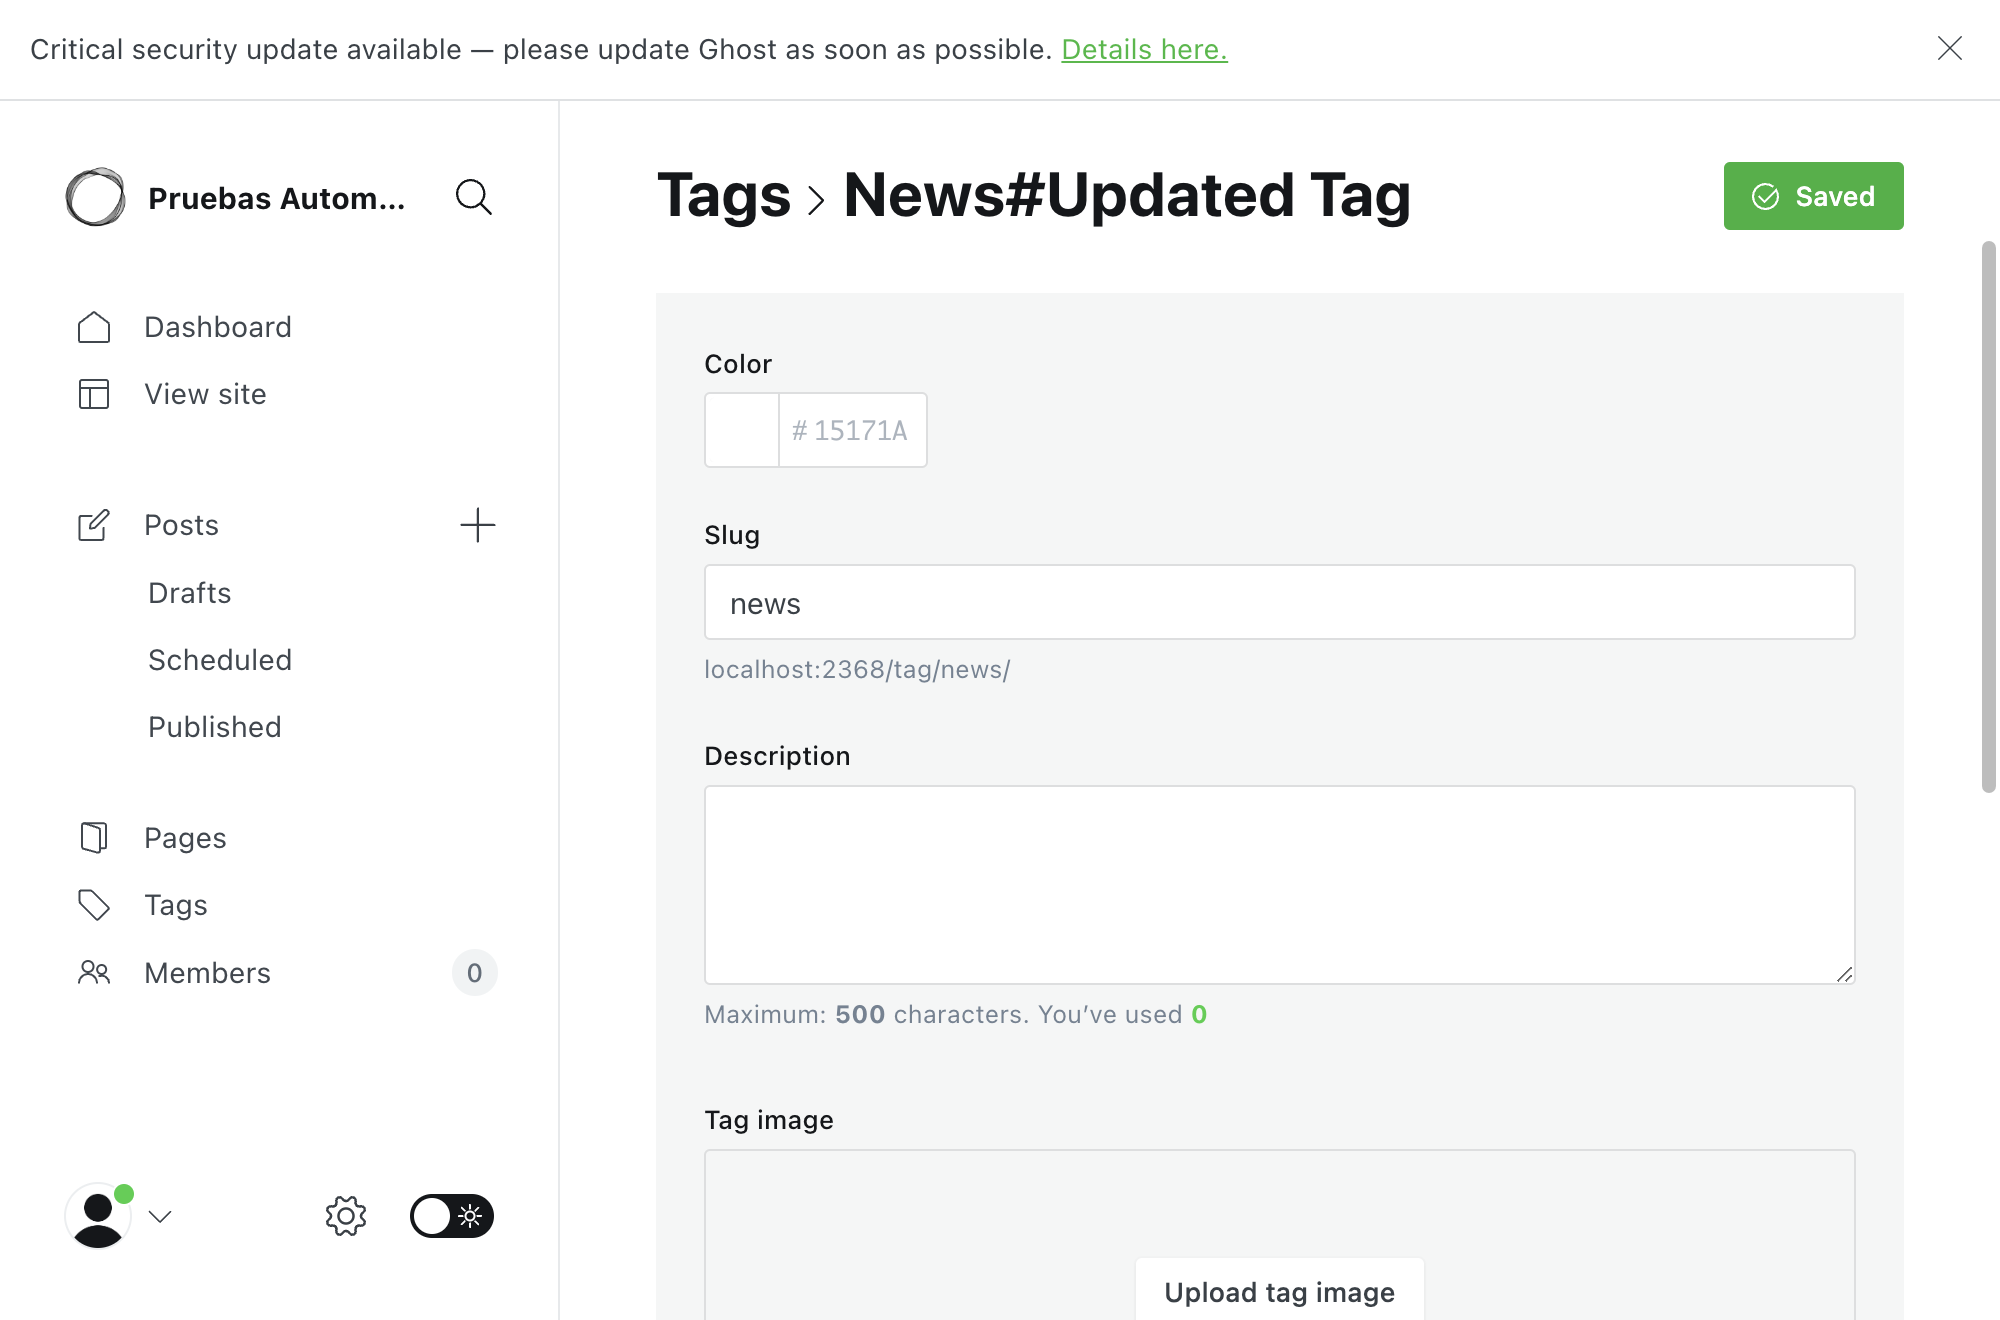 Critical security update available — please update Ghost as soon as possible. Details here.
Pruebas Autom...
Dashboard
View site
Posts
Drafts
Scheduled
Published
Pages
Tags
Members
0
Tags > News#Updated Tag
Saved
Color
# 15171A
Slug
news
localhost:2368/tag/news/
Description
Maximum: 500 characters. You’ve used 0
Tag image
Upload tag image